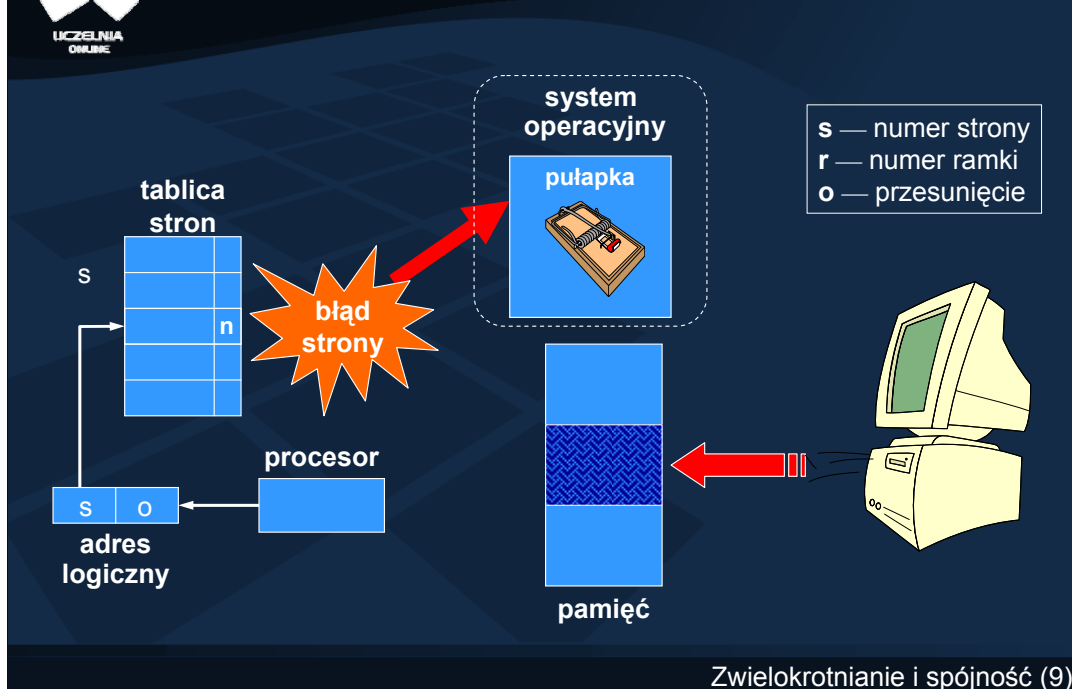 UCZELNIA
ONLINE
system
operacyjny
pułapka
s — numer strony
r — numer ramki
o — przesunięcie
tablica
stron
s
n
błąd
strony
procesor
s o
adres
logiczny
pamięć
Zwielokrotnianie i spójność (9)